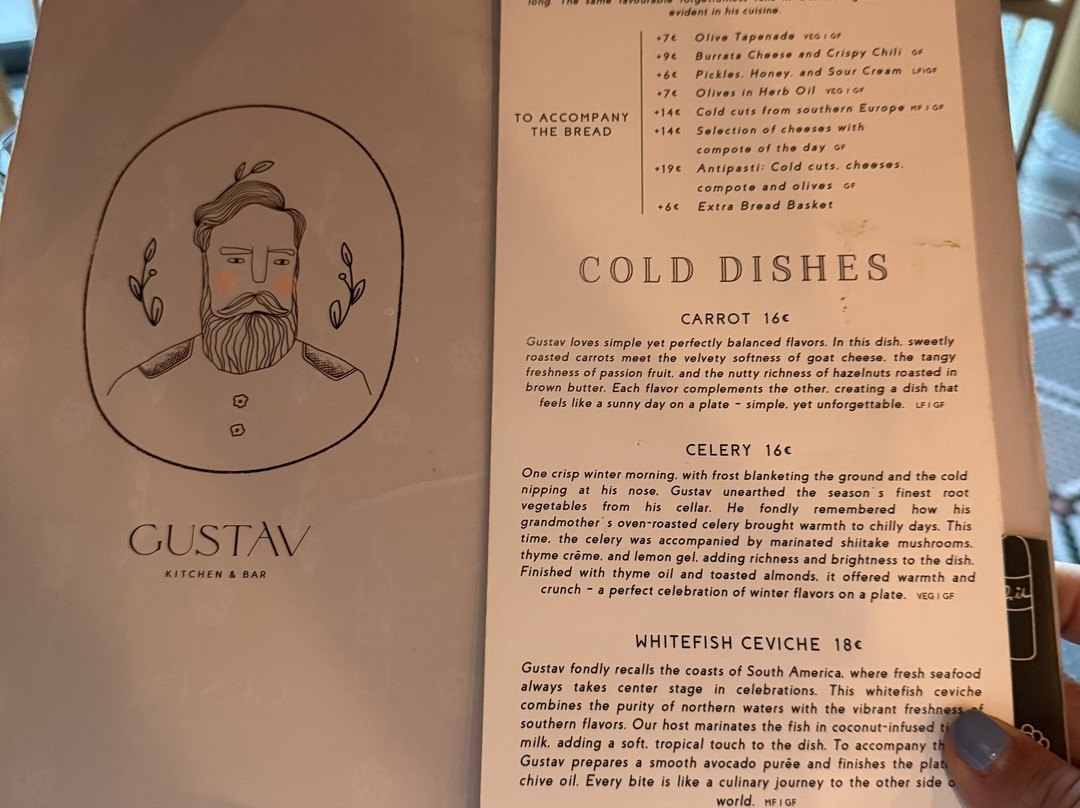 GUSTAV
KITCHEN & BAR
evident in his cuisine.
TO ACCOMPANY
THE BREAD
+7€ Olive Tapenade VEG | GF
+9€ Burrata Cheese and Crispy Chili GF
+6€ Pickles, Honey, and Sour Cream LF|GF
+7€ Olives in Herb Oil VEG | GF
+14€ Cold cuts from southern Europe MF | GF
+14€ Selection of cheeses with
compote of the day GF
+19€ Antipasti: Cold cuts, cheeses,
compote and olives GF
+6€ Extra Bread Basket
COLD DISHES
CARROT 16€
Gustav loves simple yet perfectly balanced flavors. In this dish, sweetly
roasted carrots meet the velvety softness of goat cheese, the tangy
freshness of passion fruit, and the nutty richness of hazelnuts roasted in
brown butter. Each flavor complements the other, creating a dish that
feels like a sunny day on a plate – simple, yet unforgettable. LF | GF
CELERY 16€
One crisp winter morning, with frost blanketing the ground and the cold
nipping at his nose, Gustav unearthed the season`s finest root
vegetables from his cellar. He fondly remembered how his
grandmother`s oven-roasted celery brought warmth to chilly days. This
time, the celery was accompanied by marinated shiitake mushrooms,
thyme crème, and lemon gel, adding richness and brightness to the dish.
Finished with thyme oil and toasted almonds, it offered warmth and
crunch – a perfect celebration of winter flavors on a plate. VEG | GF
WHITEFISH CEVICHE 18€
Gustav fondly recalls the coasts of South America, where fresh seafood
always takes center stage in celebrations. This whitefish ceviche
combines the purity of northern waters with the vibrant freshness of
southern flavors. Our host marinates the fish in coconut-infused
milk, adding a soft, tropical touch to the dish. To accompany
Gustav prepares a smooth avocado purée and finishes the
chive oil. Every bite is like a culinary journey to the other side
world. MF | GF